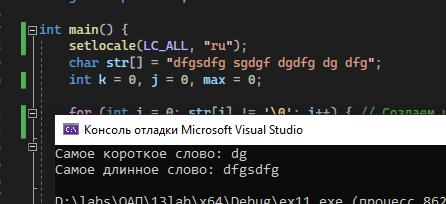 int main() {
setlocale(LC_ALL, "ru");
char str[] = "dfgsdfg sgdgf dgdfg dg dfg";
int k = 0, j = 0, max = 0;
for (int i = 0; str[i] != '\0'; i++) { // Создаем
Консоль отладки Microsoft Visual Studio
Самое короткое слово: dg
Самое длинное слово: dfgsdfg
D:\labs\ОАП\13lab\x64\Debug\ex11.exe (процесс 862